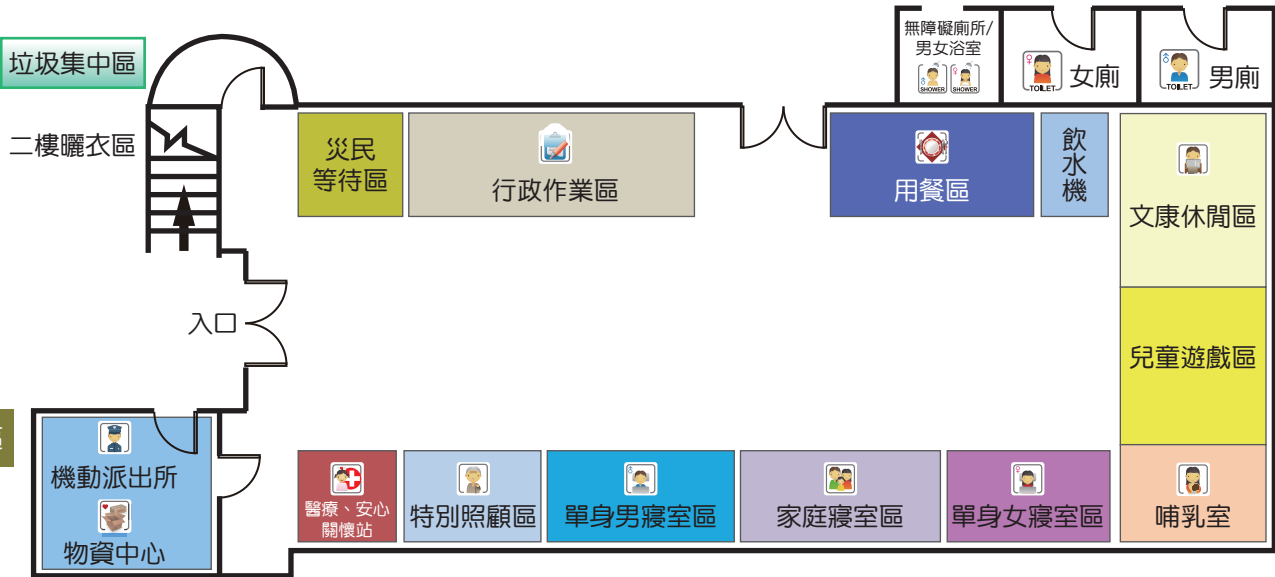 無障礙廁所/
男女浴室
SHOWER SHOWER
TOILET 女廁
TOILET 男廁
垃圾集中區
二樓曬衣區
災民
等待區
行政作業區
用餐區
飲水機
文康休閒區
入口
兒童遊戲區
區
機動派出所
物資中心
醫療、安心
關懷站
特別照顧區
單身男寢室區
家庭寢室區
單身女寢室區
哺乳室